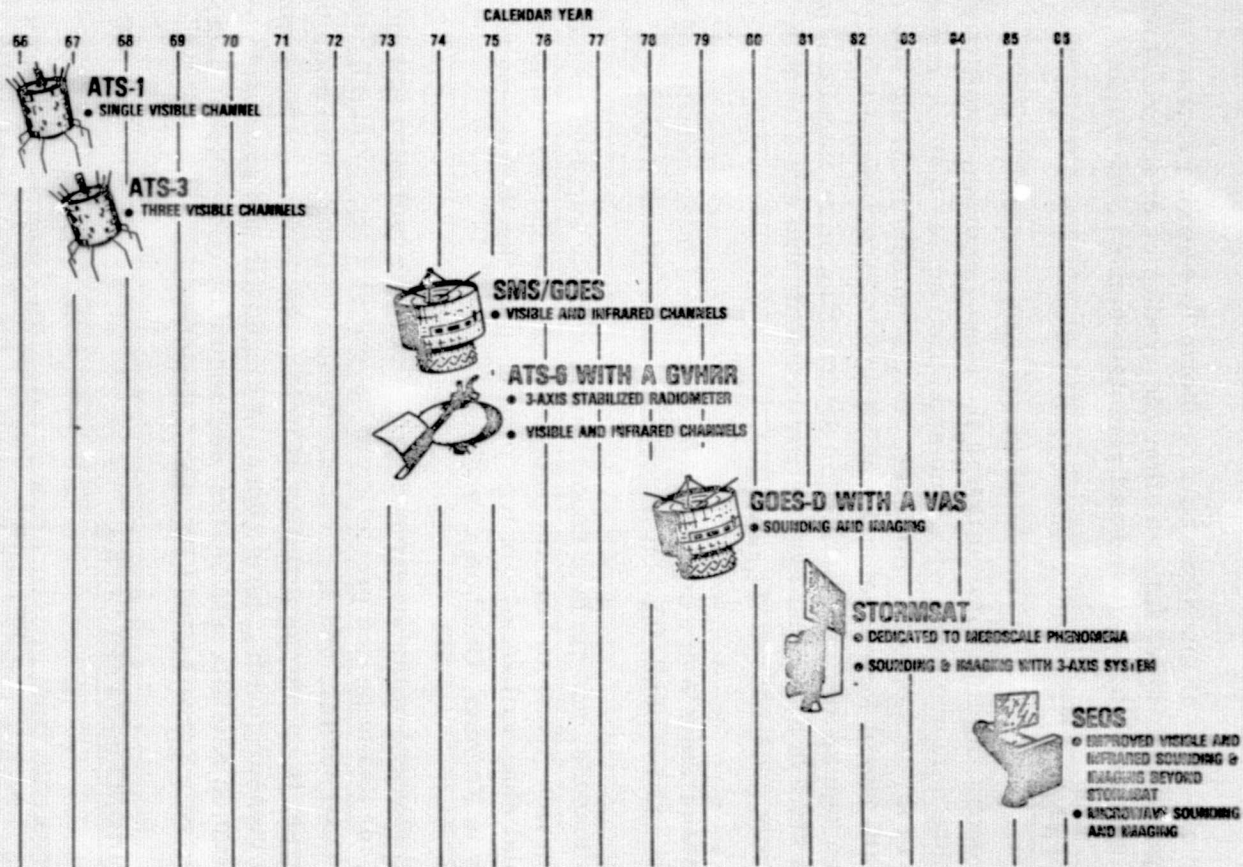 CALENDAR YEAR
66 67 68 69 70 71 72 73 74 75 76 77 78 79 80 81 82 83 84 85 86
ATS-1
• SINGLE VISIBLE CHANNEL
ATS-3
• THREE VISIBLE CHANNELS
SMS/GOES
• VISIBLE AND INFRARED CHANNELS
ATS-6 WITH A GVHRR
• 3-AXIS STABILIZED RADIOMETER
• VISIBLE AND INFRARED CHANNELS
GOES-D WITH A VAS
• SOUNDING AND IMAGING
STORMSAT
• DEDICATED TO MESOSCALE PHENOMENA
• SOUNDING & IMAGING WITH 3-AXIS SYSTEM
SEOS
• IMPROVED VISIBLE AND
INFRARED SOUNDING &
IMAGING BEYOND
STORMSAT
• MICROWAVE SOUNDING
AND IMAGING